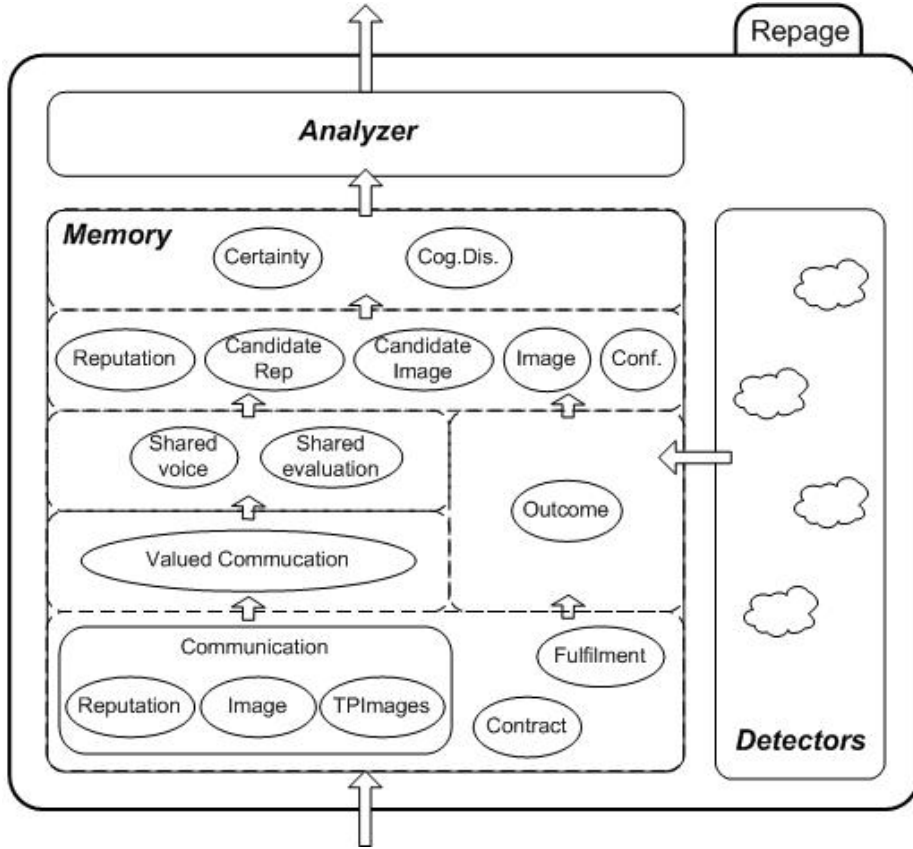 Repage
Analyzer
Memory
Certainty
Cog.Dis.
Reputation
Candidate
Rep
Candidate
Image
Image
Conf.
Shared
voice
Shared
evaluation
Outcome
Valued Commucation
Communication
Reputation
Image
TPImages
Fulfilment
Contract
Detectors